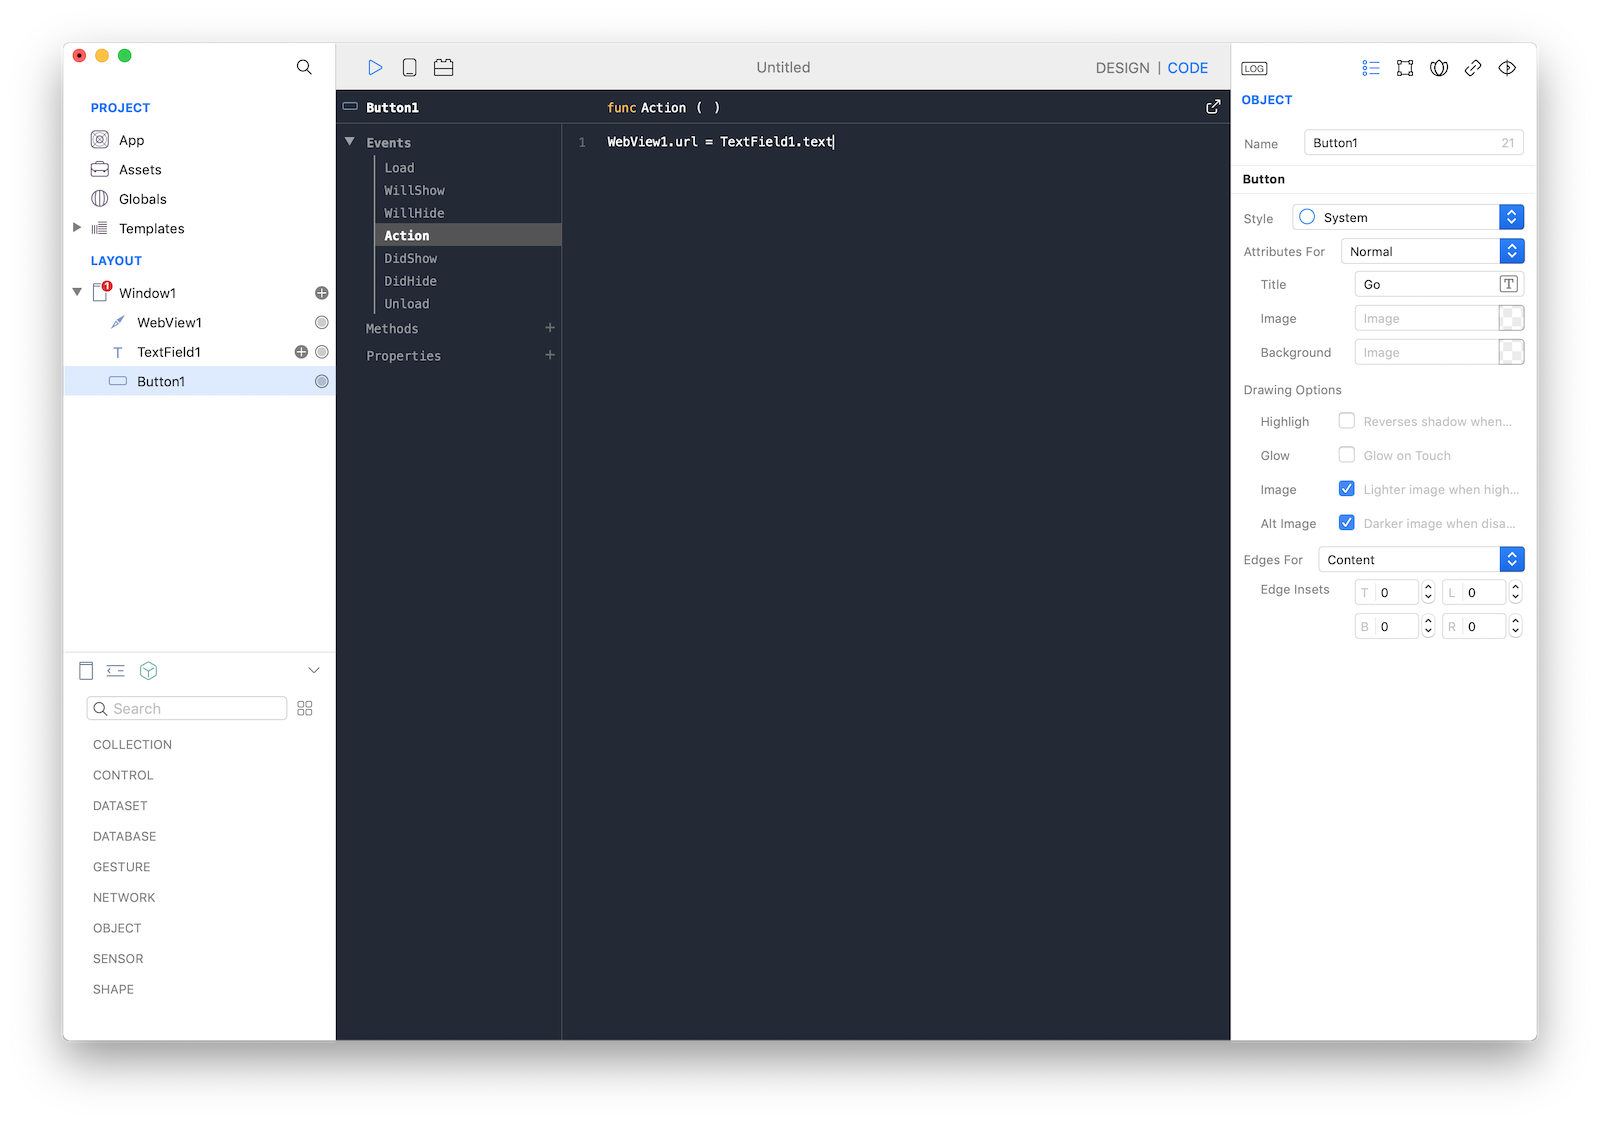 Untitled
DESIGN | CODE
LOG
PROJECT
App
Assets
Globals
Templates
LAYOUT
1
Window1
WebView1
TextField1
Button1
Search
COLLECTION
CONTROL
DATASET
DATABASE
GESTURE
NETWORK
OBJECT
SENSOR
SHAPE
Button1
func Action ( )
Events
Load
WillShow
WillHide
Action
DidShow
DidHide
Unload
Methods
Properties
1 WebView1.url = TextField1.text
OBJECT
Name Button1 21
Button
Style System
Attributes For Normal
Title Go T
Image Image
Background Image
Drawing Options
Highligh Reverses shadow when...
Glow Glow on Touch
Image Lighter image when high...
Alt Image Darker image when disa...
Edges For Content
Edge Insets T 0 L 0
B 0 R 0